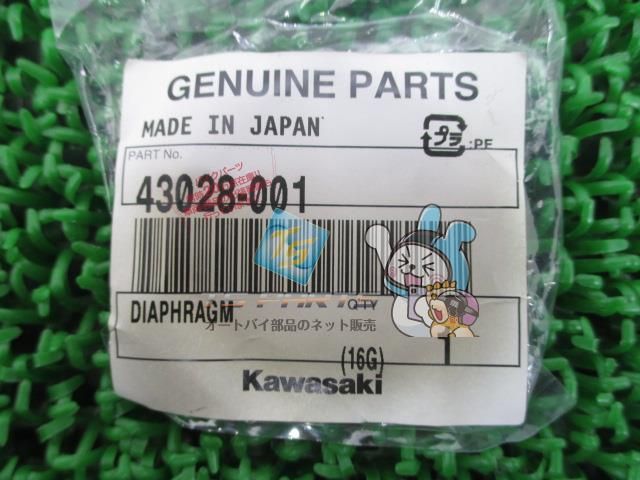 GENUINE PARTS
MADE IN JAPAN
プラ :PE
PART No.
43028-001
DIAPHRAGM
QTY
オートバイ部品のネット販売
(16G)
1
Kawasaki